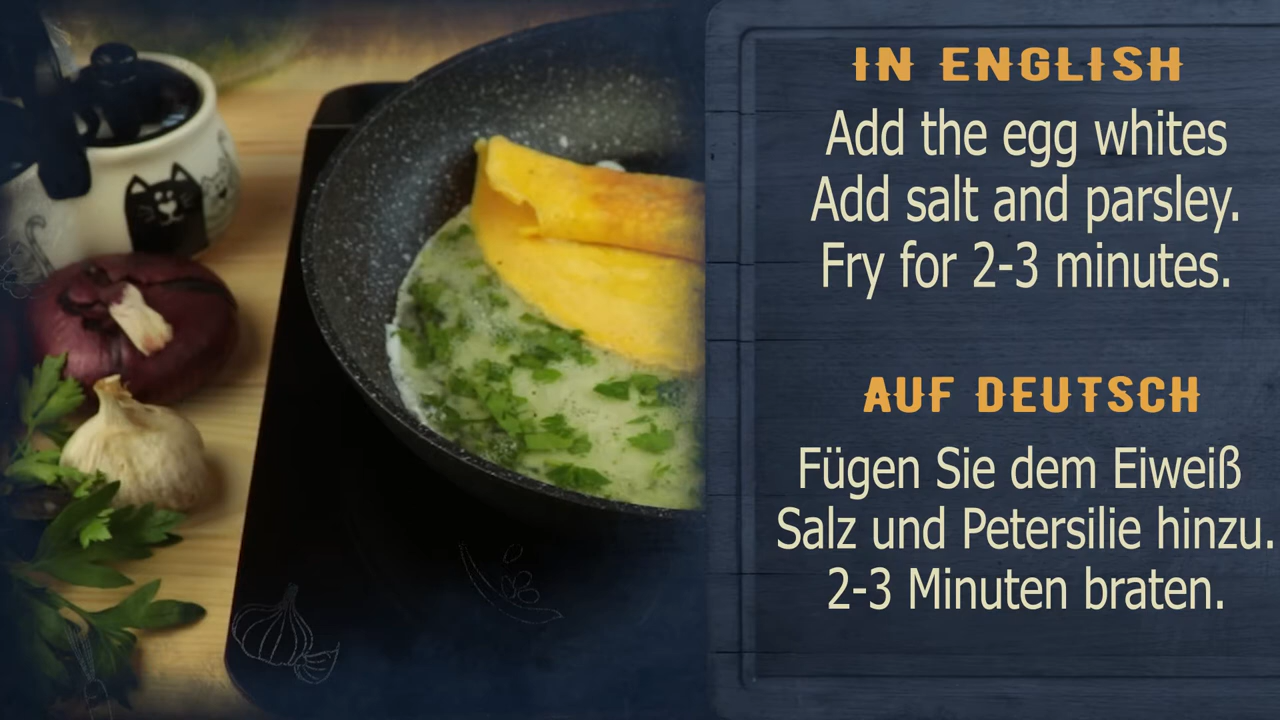 IN ENGLISH
Add the egg whites
Add salt and parsley.
Fry for 2-3 minutes.
AUF DEUTSCH
Fügen Sie dem Eiweiß
Salz und Petersilie hinzu.
2-3 Minuten braten.